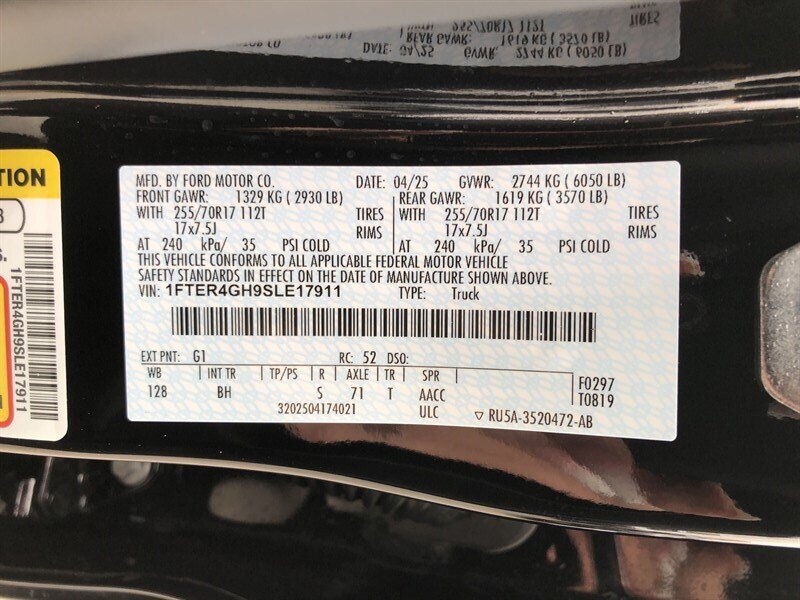 MFD. BY FORD MOTOR CO. DATE: 04/25 GVWR: 2744 KG ( 6050 LB)
FRONT GAWR: 1329 KG ( 2930 LB) REAR GAWR: 1619 KG ( 3570 LB)
WITH 255/70R17 112T TIRES WITH 255/70R17 112T TIRES
17x7.5J RIMS 17x7.5J RIMS
AT 240 kPa/ 35 PSI COLD AT 240 kPa/ 35 PSI COLD
THIS VEHICLE CONFORMS TO ALL APPLICABLE FEDERAL MOTOR VEHICLE
SAFETY STANDARDS IN EFFECT ON THE DATE OF MANUFACTURE SHOWN ABOVE.
VIN: 1FTER4GH9SLE17911 TYPE: Truck
EXT PNT: G1 RC: 52 DSO:
WB INT TR TP/PS R AXLE TR SPR F0297
128 BH S 71 T AACC T0819
3202504174021 ULC ▽ RU5A-3520472-AB
TION
1FTER4GH9SLE17911